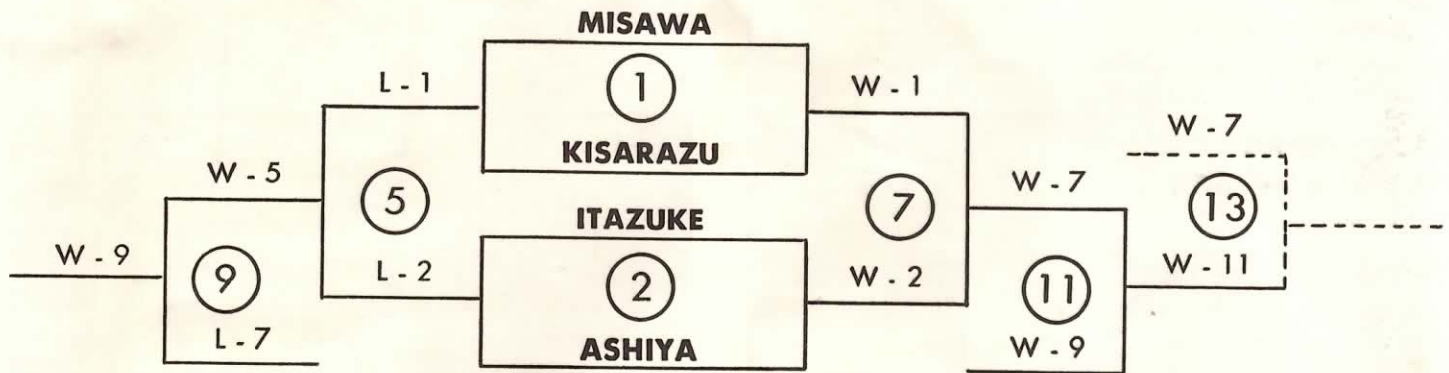 MISAWA
L - 1
1
W - 1
KISARAZU
W - 7
W - 5
5
7
W - 7
13
ITAZUKE
W - 9
9
L - 2
2
W - 2
11
W - 11
L - 7
ASHIYA
W - 9